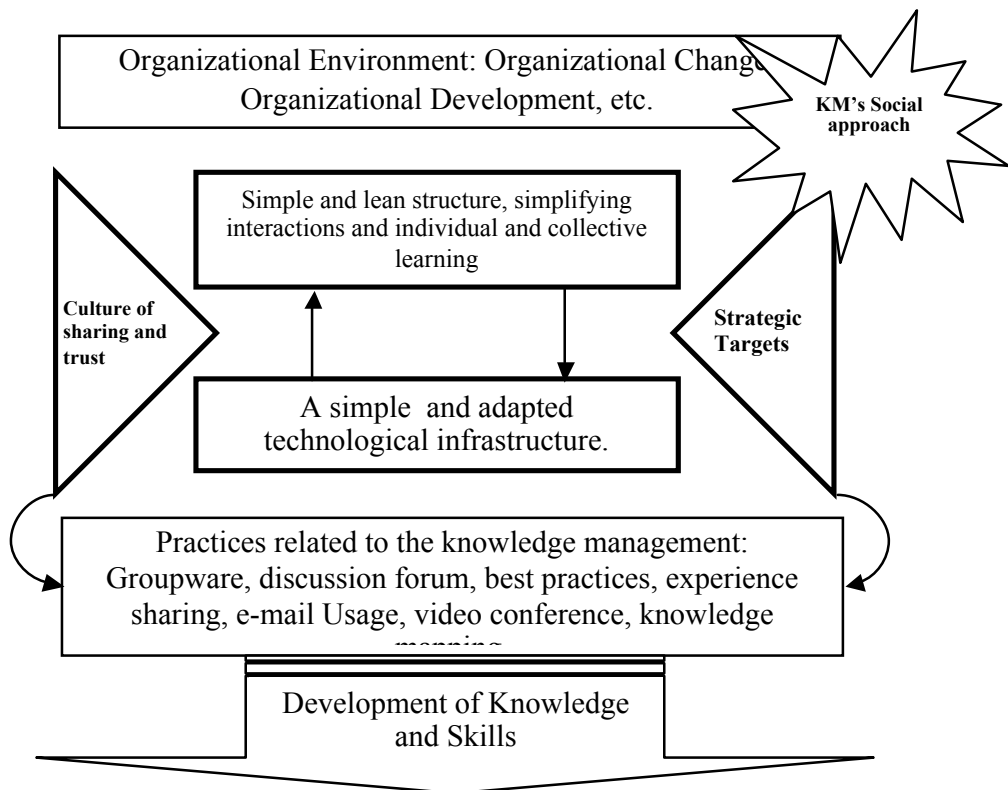 Organizational Environment: Organizational Change
Organizational Development, etc.
KM's Social
approach
Simple and lean structure, simplifying
interactions and individual and collective
learning
Culture of
sharing and
trust
Strategic
Targets
A simple and adapted
technological infrastructure.
Practices related to the knowledge management:
Groupware, discussion forum, best practices, experience
sharing, e-mail Usage, video conference, knowledge
Development of Knowledge
and Skills